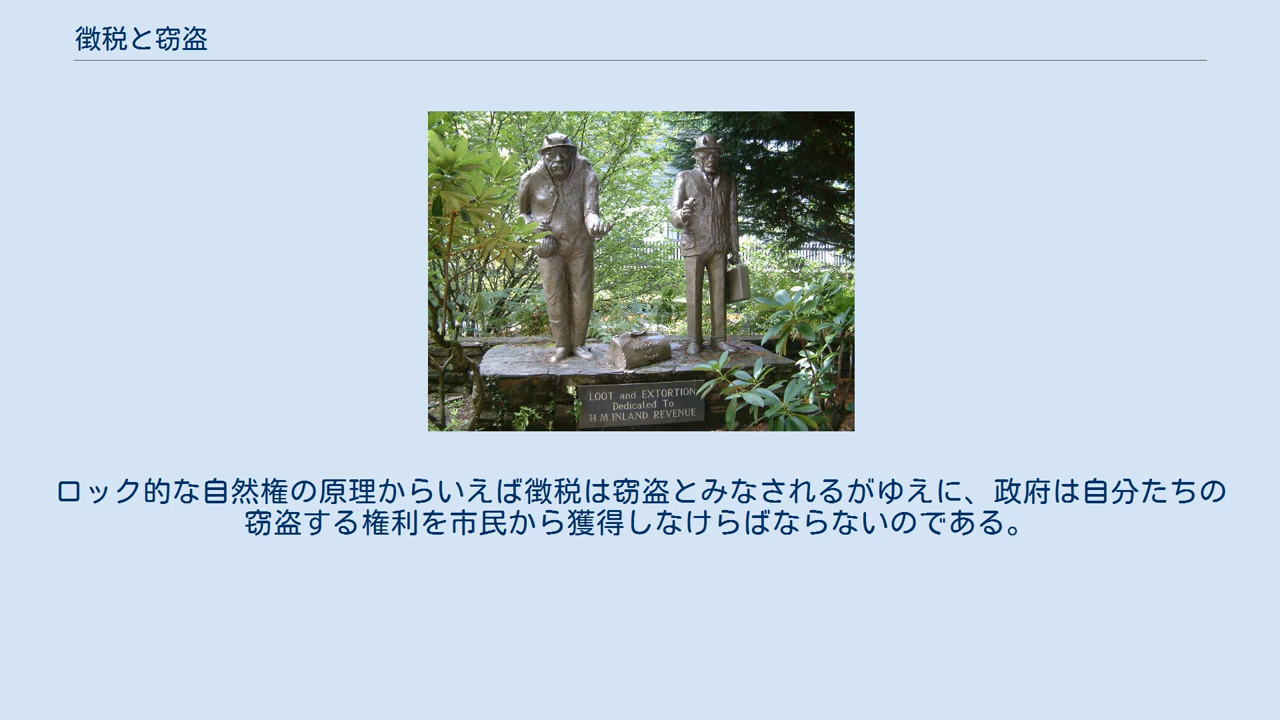 徴税と窃盗
LOOT and EXTORTION
Dedicated To
H.M.INLAND REVENUE
ロック的な自然権の原理からいえば徴税は窃盗とみなされるがゆえに、政府は自分たちの
窃盗する権利を市民から獲得しなけらばならないのである。